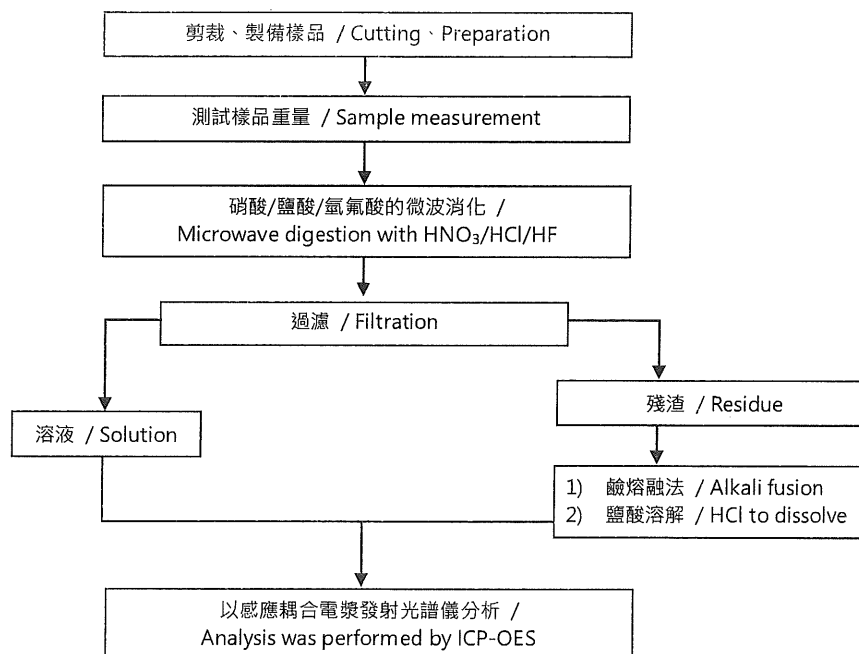 剪裁、製備樣品 / Cutting、Preparation
測試樣品重量 / Sample measurement
硝酸/鹽酸/氫氟酸的微波消化 /
Microwave digestion with HNO₃/HCl/HF
過濾 / Filtration
溶液 / Solution
殘渣 / Residue
1) 鹼熔融法 / Alkali fusion
2) 鹽酸溶解 / HCl to dissolve
以感應耦合電漿發射光譜儀分析 /
Analysis was performed by ICP-OES